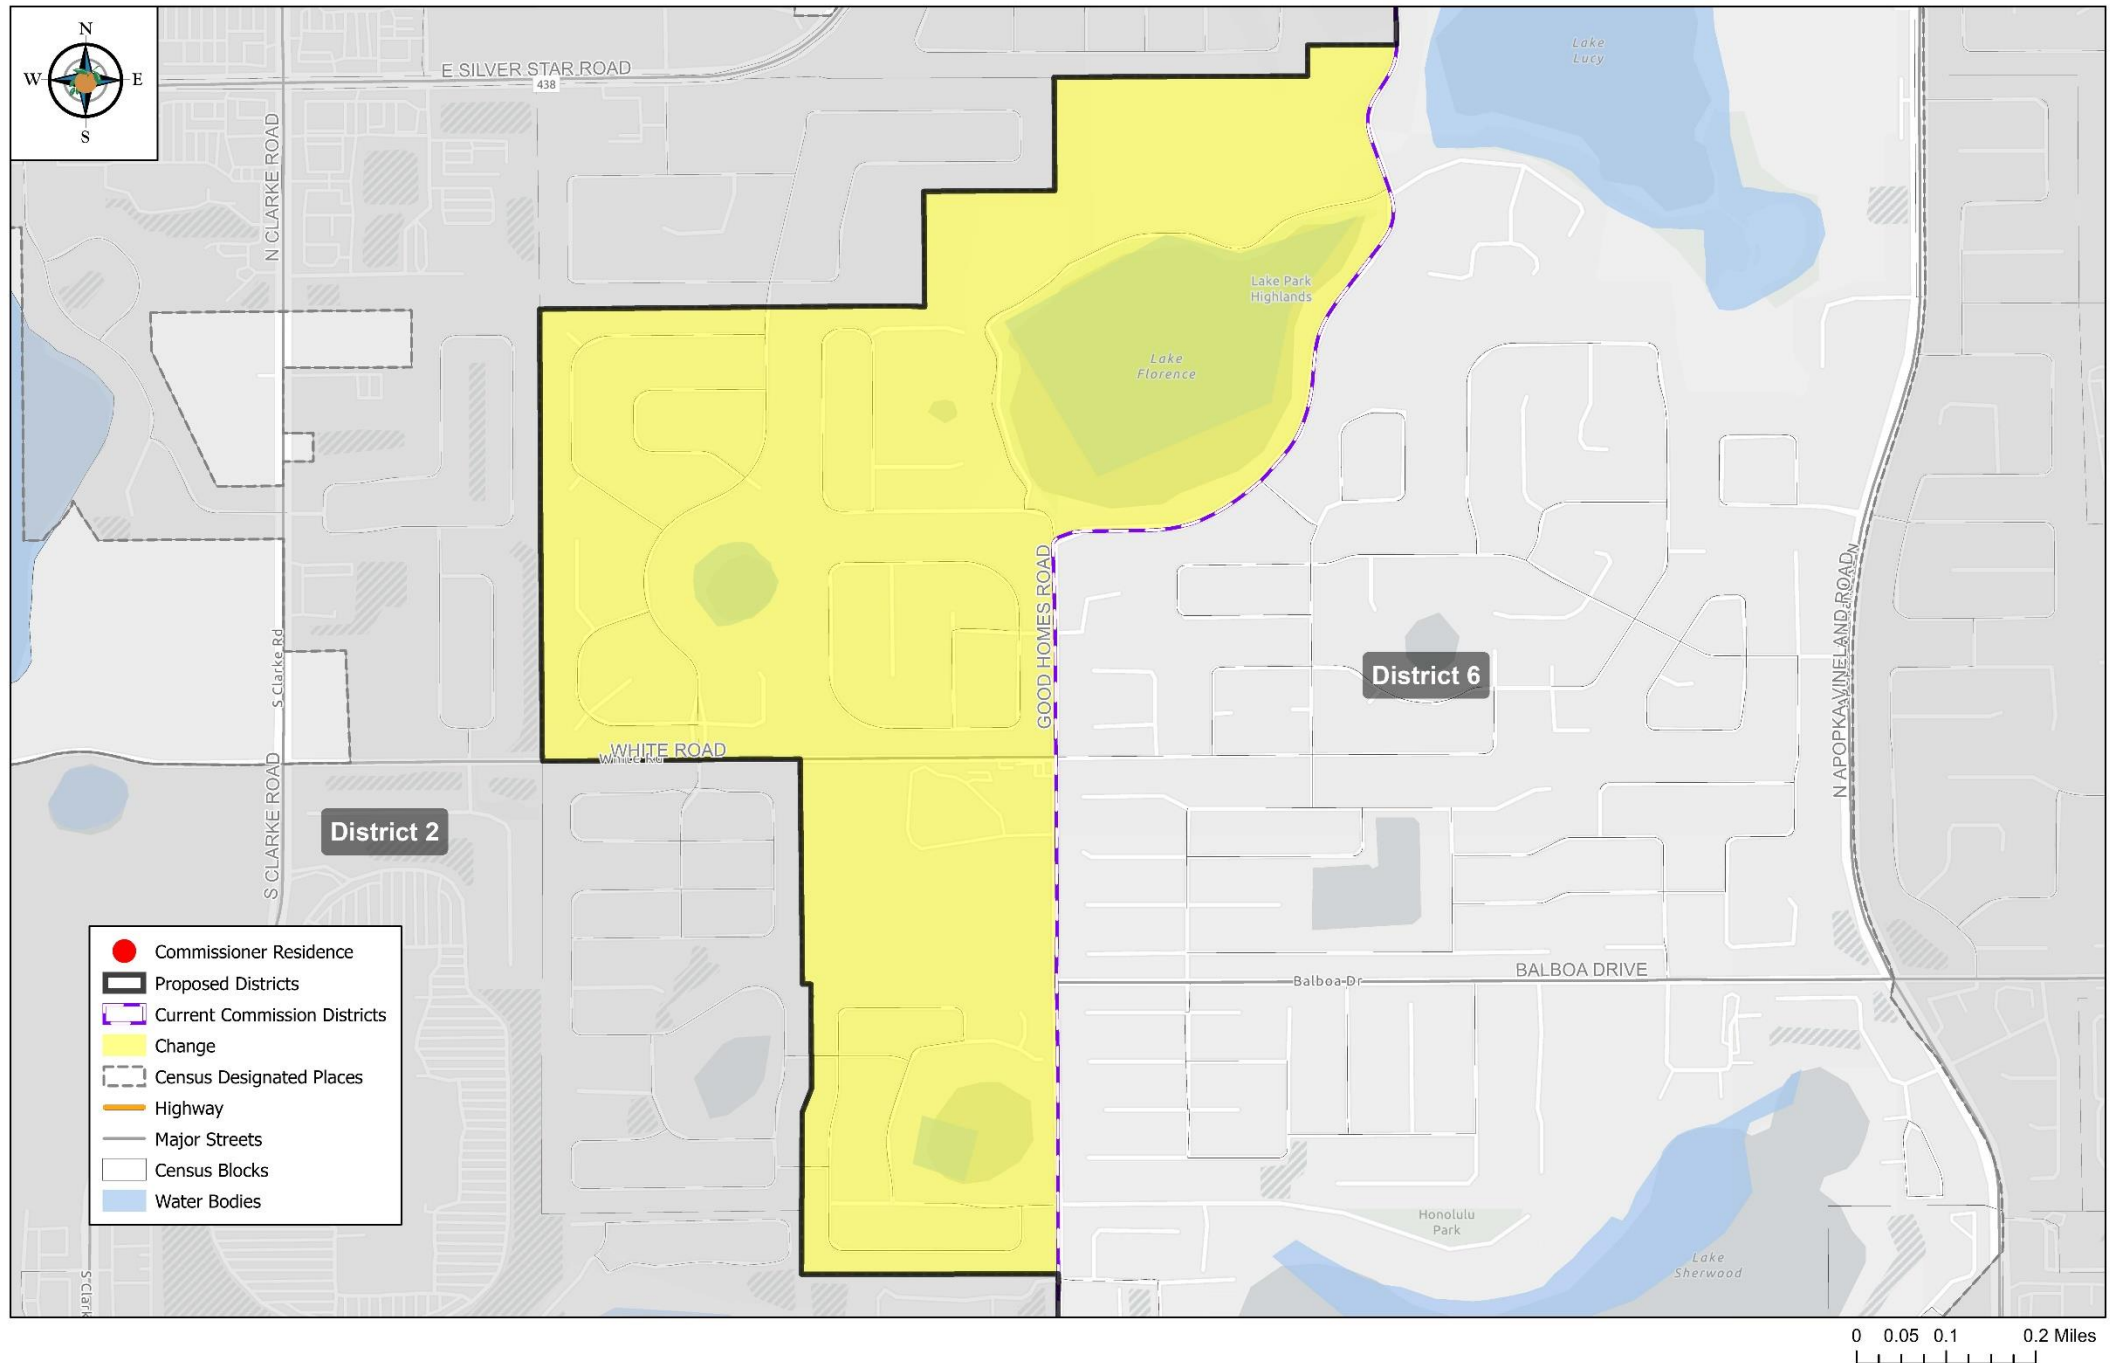 N
W E
S
E SILVER STAR ROAD
438
Lake
Lucy
N CLARKE ROAD
Lake Park
Highlands
Lake
Florence
GOOD HOMES ROAD
N APOPKA VINELAND ROAD
S Clarke Rd
District 6
WHITE ROAD
White Rd
S CLARKE ROAD
District 2
BALBOA DRIVE
Balboa Dr
Commissioner Residence
Proposed Districts
Current Commission Districts
Change
Census Designated Places
Highway
Major Streets
Census Blocks
Water Bodies
Honolulu
Park
Lake
Sherwood
S Clark
0 0.05 0.1 0.2 Miles